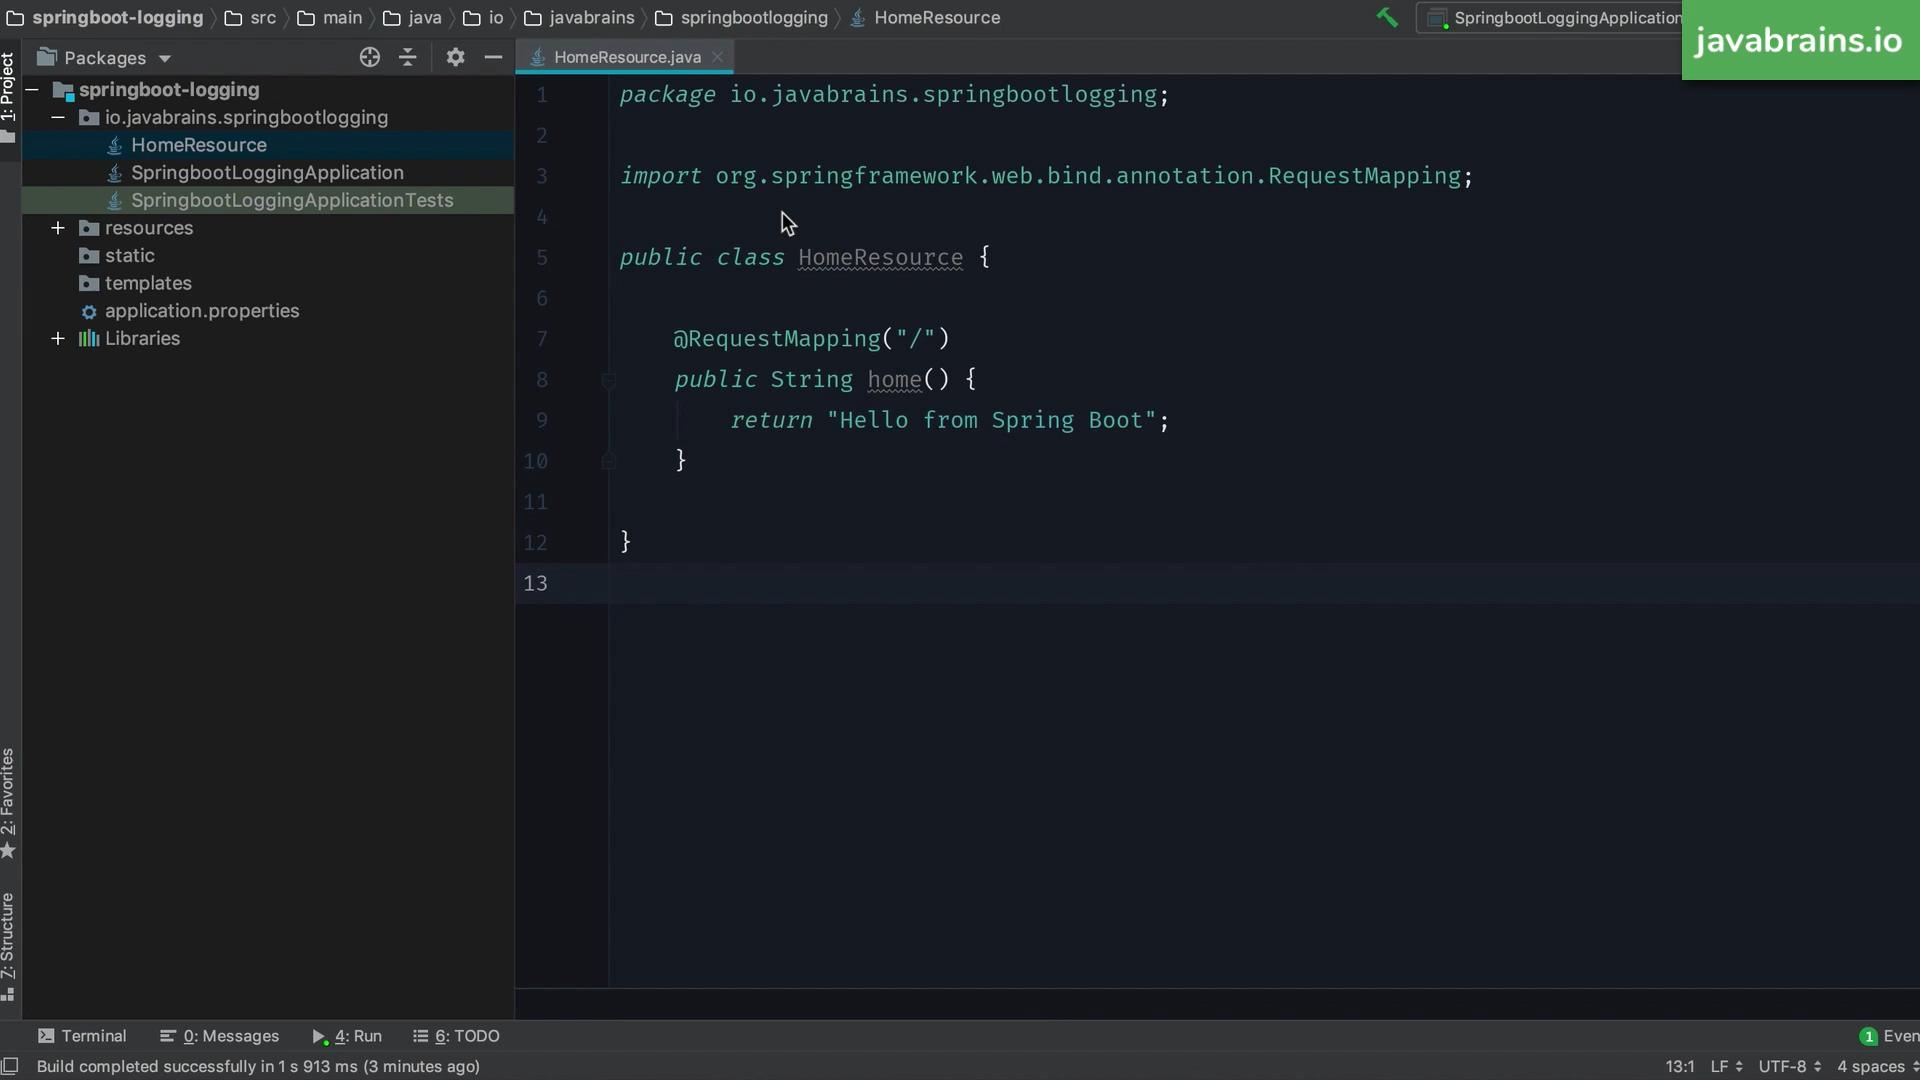 springboot-logging src main java io javabrains springbootlogging HomeResource SpringbootLoggingApplication
javabrains.io
1: Project
Packages
HomeResource.java
springboot-logging
io.javabrains.springbootlogging
HomeResource
SpringbootLoggingApplication
SpringbootLoggingApplicationTests
resources
static
templates
application.properties
Libraries
1 package io.javabrains.springbootlogging;
2
3 import org.springframework.web.bind.annotation.RequestMapping;
4
5 public class HomeResource {
6
7 @RequestMapping("/")
8 public String home() {
9 return "Hello from Spring Boot";
10 }
11
12 }
13
2: Favorites
7: Structure
Terminal 0: Messages 4: Run 6: TODO
1 Even
Build completed successfully in 1 s 913 ms (3 minutes ago)
13:1 LF UTF-8 4 spaces